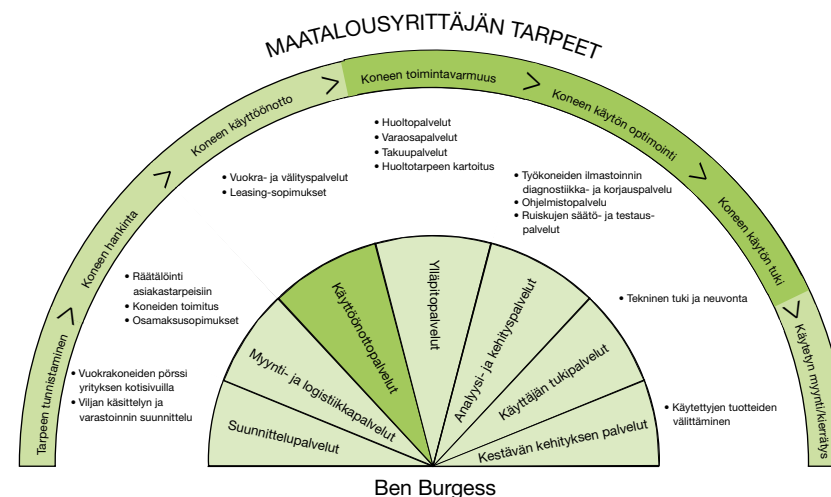 MAATALOUSYRITTÄJÄN TARPEET
Tarpeen tunnistaminen
Koneen hankinta
Koneen käyttöönotto
Koneen toimintavarmuus
Koneen käytön optimointi
Koneen käytön tuki
Käytetyn myynti/kierrätys
• Vuokrakoneiden pörssi
yrityksen kotisivuilla
• Viljan käsittelyn ja
varastoinnin suunnittelu
• Räätälöinti
asiakastarpeisiin
• Koneiden toimitus
• Osamaksusopimukset
• Vuokra- ja välityspalvelut
• Leasing-sopimukset
• Huoltopalvelut
• Varaosapalvelut
• Takuupalvelut
• Huoltotarpeen kartoitus
• Työkoneiden ilmastoinnin
diagnostiikka- ja korjauspalvelu
• Ohjelmistopalvelu
• Ruiskujen säätö- ja testaus-
palvelut
• Tekninen tuki ja neuvonta
• Käytettyjen tuotteiden
välittäminen
Suunnittelupalvelut
Myynti- ja logistiikkapalvelut
Käyttöönottopalvelut
Ylläpitopalvelut
Analyysi- ja kehityspalvelut
Käyttäjän tukipalvelut
Kestävän kehityksen palvelut
Ben Burgess